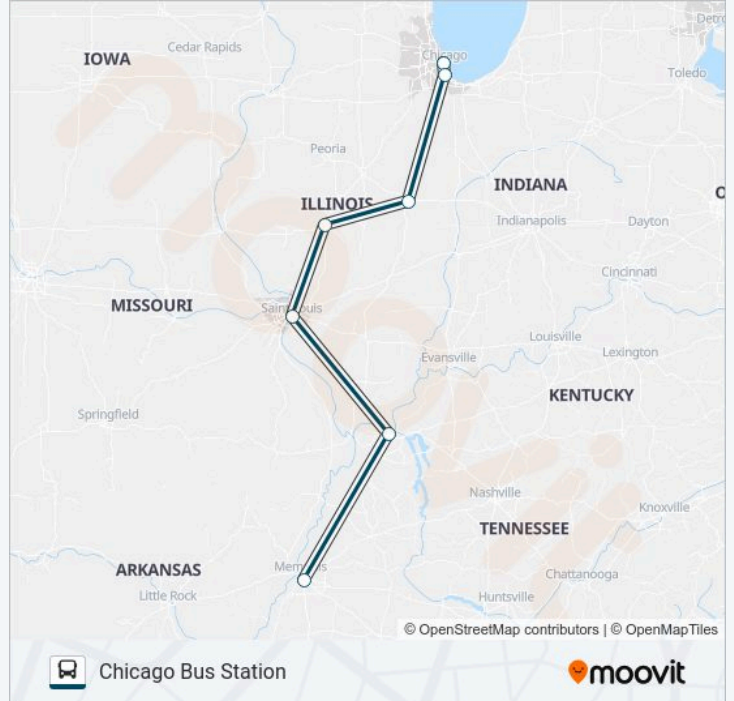 Detro
Cedar Rapids
IOWA
Chicago
Toledo
Peoria
INDIANA
ILLINOIS
O
Indianapolis
Dayton
Cincinnati
MISSOURI
Saint Louis
Louisville
Evansville
Lexington
KENTUCKY
Springfield
Nashville
Knoxville
TENNESSEE
ARKANSAS
Memphis
Chattanooga
Little Rock
Huntsville
© OpenStreetMap contributors | © OpenMapTiles
Chicago Bus Station
moovit